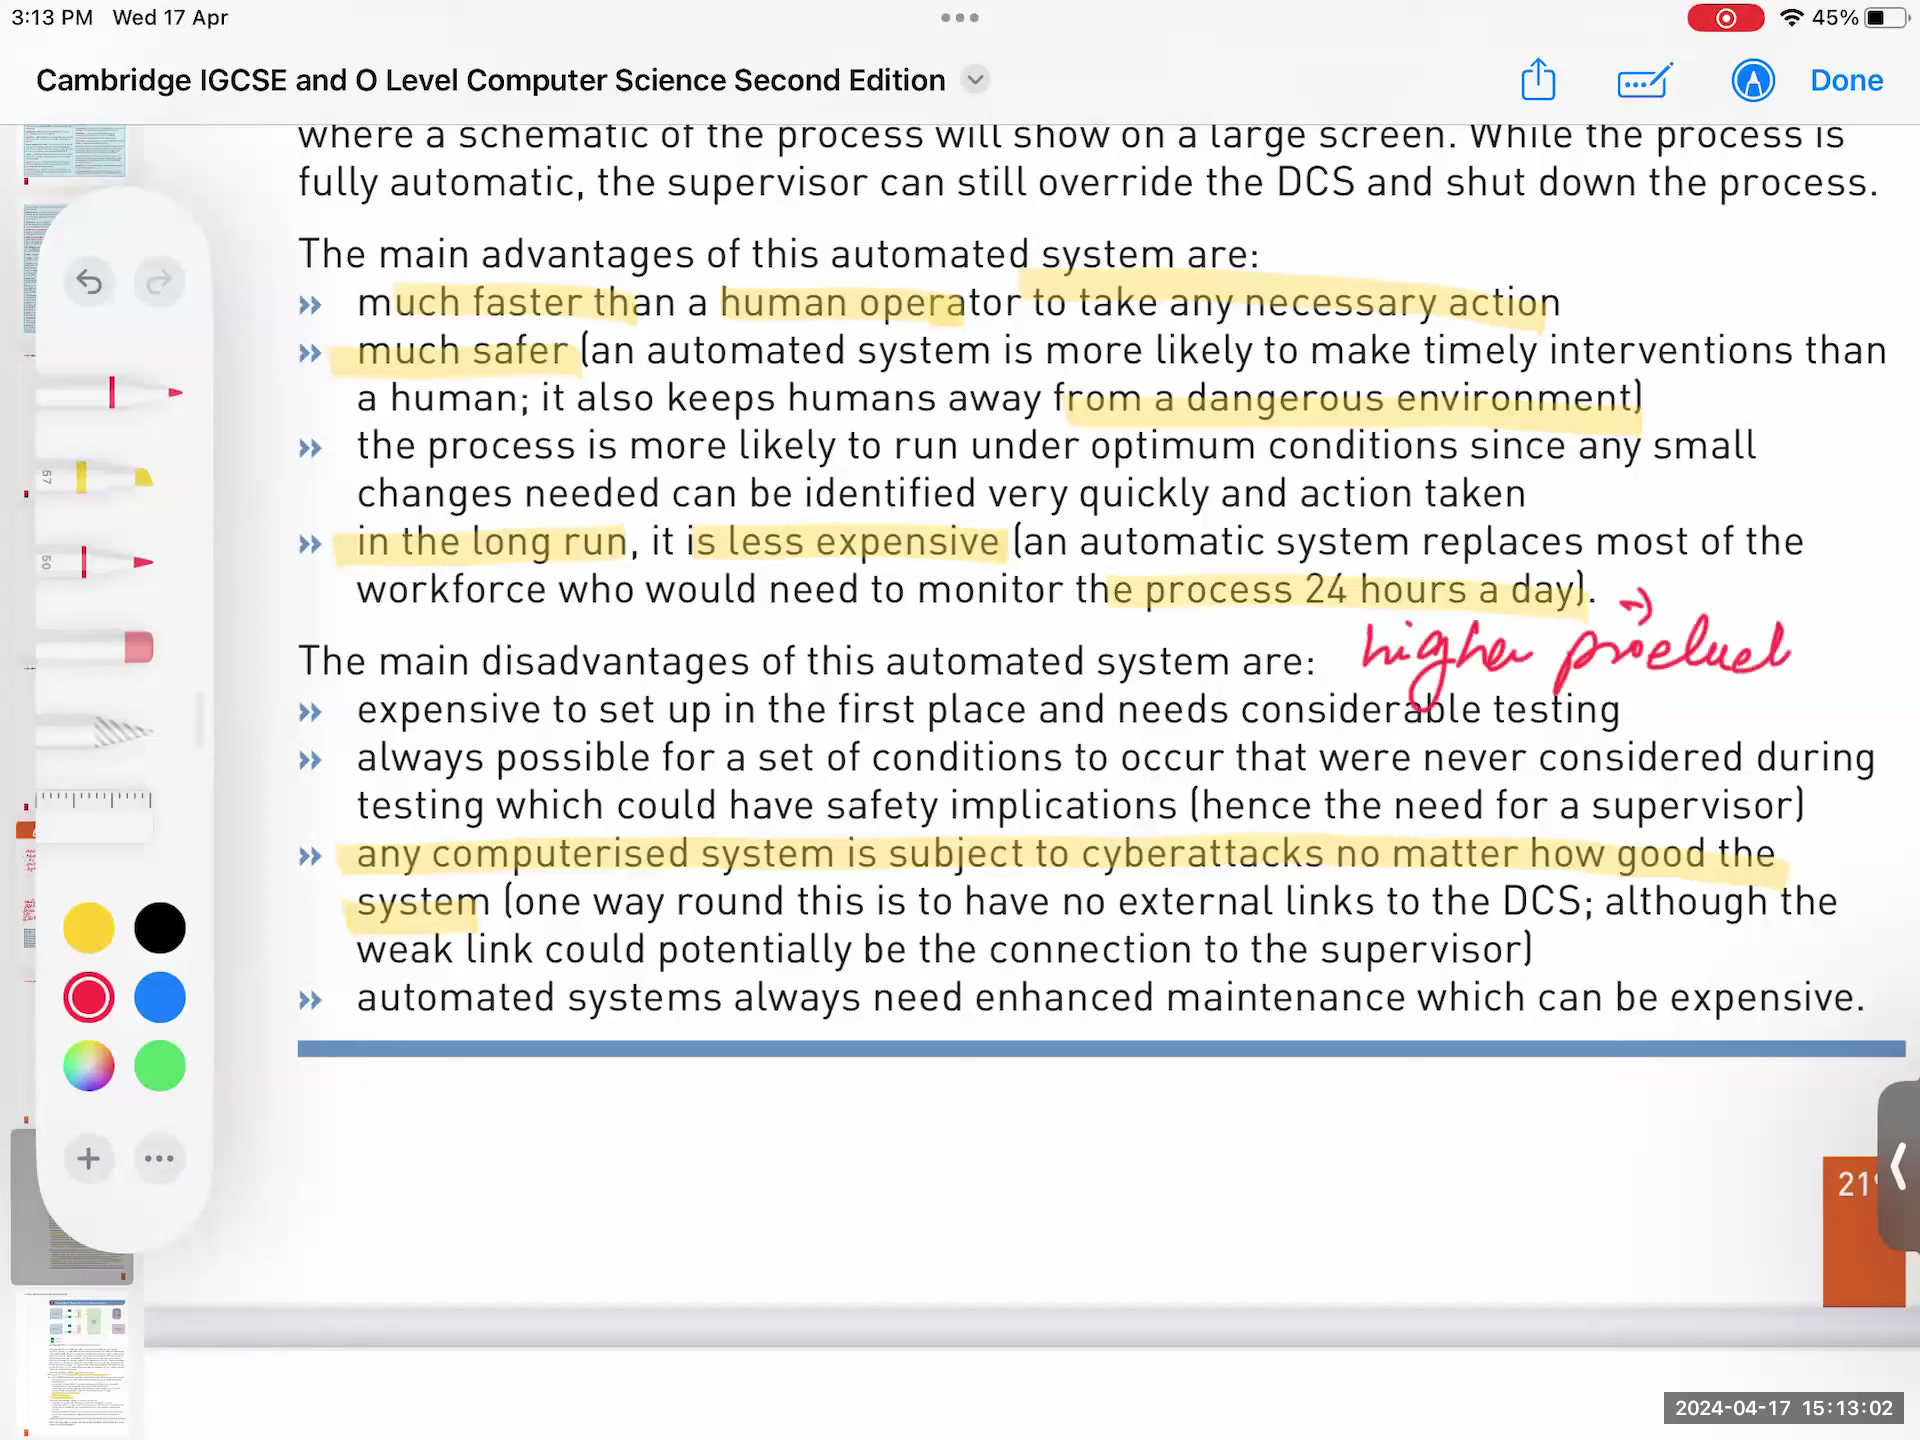 3:13 PM Wed 17 Apr
45%
Cambridge IGCSE and O Level Computer Science Second Edition
Done
where a schematic of the process will show on a large screen. While the process is
fully automatic, the supervisor can still override the DCS and shut down the process.
The main advantages of this automated system are:
» much faster than a human operator to take any necessary action
» much safer (an automated system is more likely to make timely interventions than
a human; it also keeps humans away from a dangerous environment)
» the process is more likely to run under optimum conditions since any small
changes needed can be identified very quickly and action taken
» in the long run, it is less expensive (an automatic system replaces most of the
workforce who would need to monitor the process 24 hours a day).
higher product
The main disadvantages of this automated system are:
» expensive to set up in the first place and needs considerable testing
» always possible for a set of conditions to occur that were never considered during
testing which could have safety implications (hence the need for a supervisor)
» any computerised system is subject to cyberattacks no matter how good the
system (one way round this is to have no external links to the DCS; although the
weak link could potentially be the connection to the supervisor)
» automated systems always need enhanced maintenance which can be expensive.
57
50
2024-04-17 15:13:02